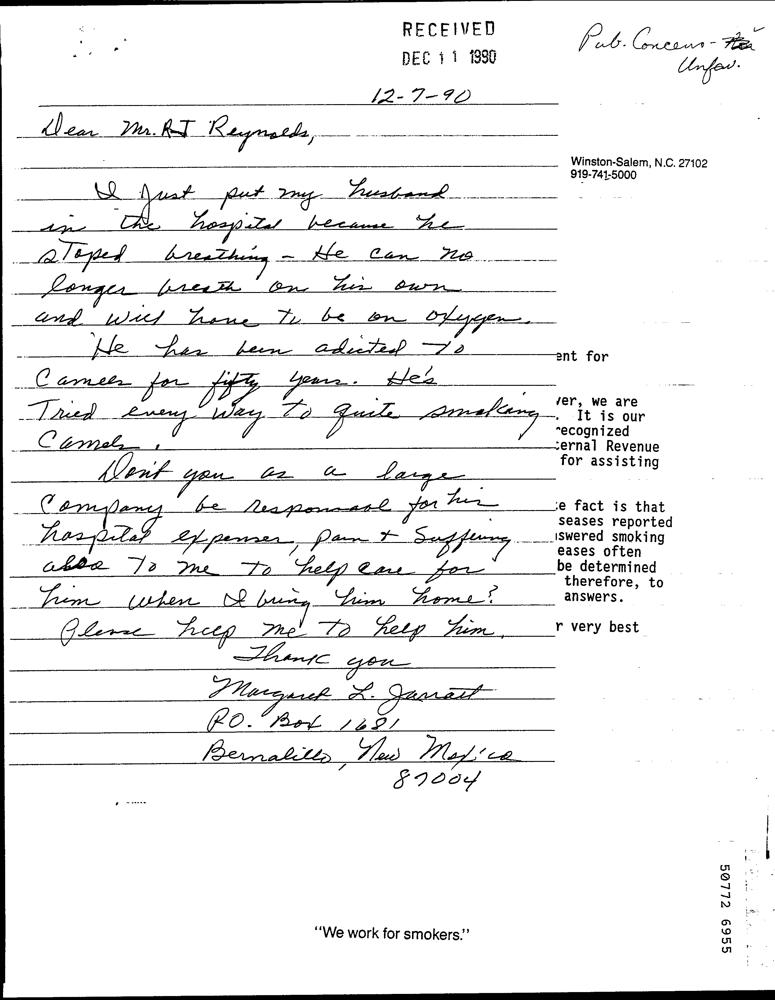 RECEIVED
DEC 11 1990
Pub. Concerns -
Unfav.
12-7-90
Dear Mr. RJ Reynolds,
Winston-Salem, N.C. 27102
919-741-5000
I just put my husband
in the hospital because he
stoped breathing - He can no
longer breath on his own
and will have to be on oxygen.
He has been adicted to
ent for
Camels for fifty years. He's
Tried every way to quite smoking
Camels.
ver, we are
. It is our
recognized
ternal Revenue
for assisting
Don't you as a large
Company be responsaal for his
hospital expenses, pain + Suffering
also To me to help care for
him when I bring him home?
Please help me to help him.
e fact is that
seases reported
swered smoking
eases often
be determined
therefore, to
answers.
r very best
Thank you
Margaret L. Jarratt
P.O. Box 1681
Bernalillo, New Mexico
87004
"We work for smokers."
50772 6955